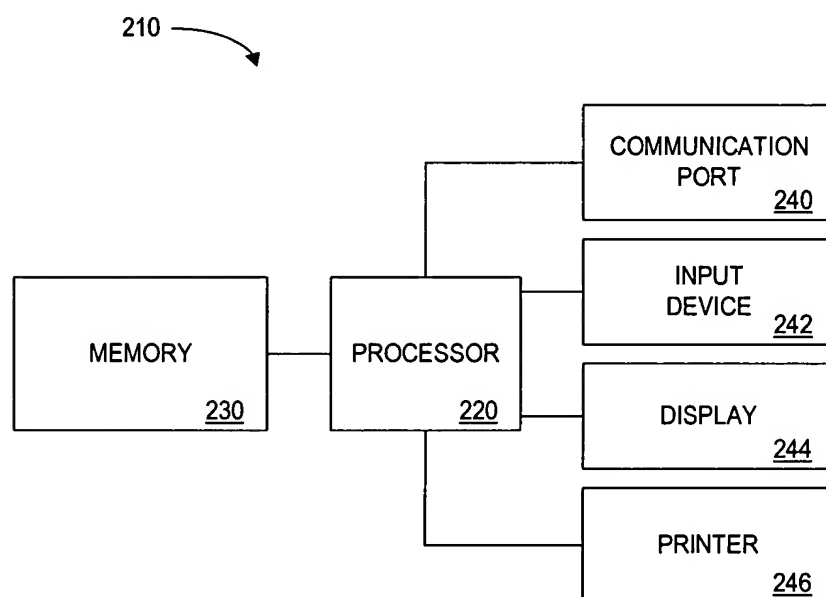 210
COMMUNICATION
PORT
240
INPUT
DEVICE
242
MEMORY
230
PROCESSOR
220
DISPLAY
244
PRINTER
246